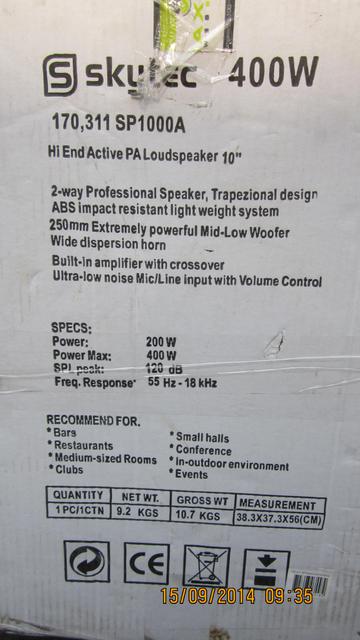 skytec 400W
170,311 SP1000A
Hi End Active PA Loudspeaker 10"
2-way Professional Speaker, Trapezional design
ABS impact resistant light weight system
250mm Extremely powerful Mid-Low Woofer
Wide dispersion horn
Built-in amplifier with crossover
Ultra-low noise Mic/Line input with Volume Control
SPECS:
Power: 200 W
Power Max: 400 W
SPL peak: 120 dB
Freq. Response: 55 Hz - 18 kHz
RECOMMEND FOR.
* Bars
* Restaurants
* Medium-sized Rooms
* Clubs
* Small halls
* Conference
* In-outdoor environment
* Events
QUANTITY NET WT. GROSS WT MEASUREMENT
1 PC/1CTN 9.2 KGS 10.7 KGS 38.3X37.3X56(CM)
CE
15/09/2014 09:35